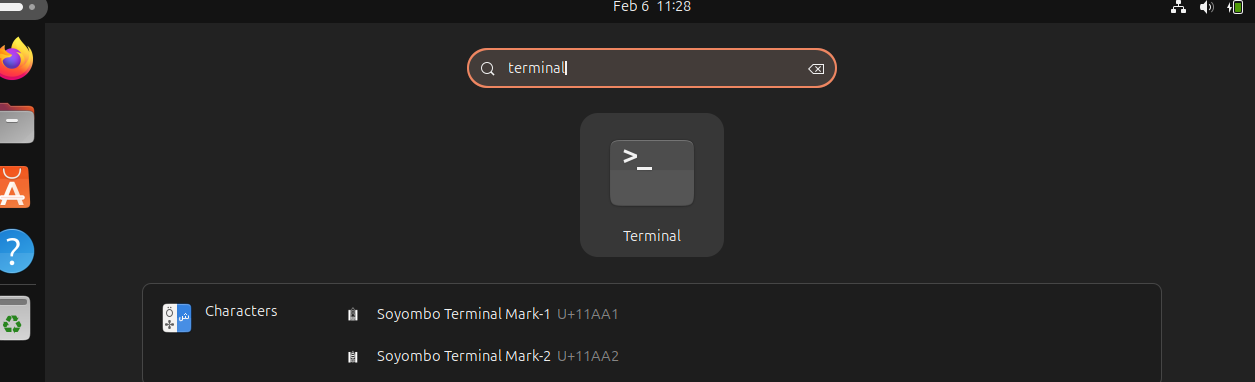 Feb 6 11:28
terminal
>_
Terminal
Characters
Soyombo Terminal Mark-1 U+11AA1
Soyombo Terminal Mark-2 U+11AA2